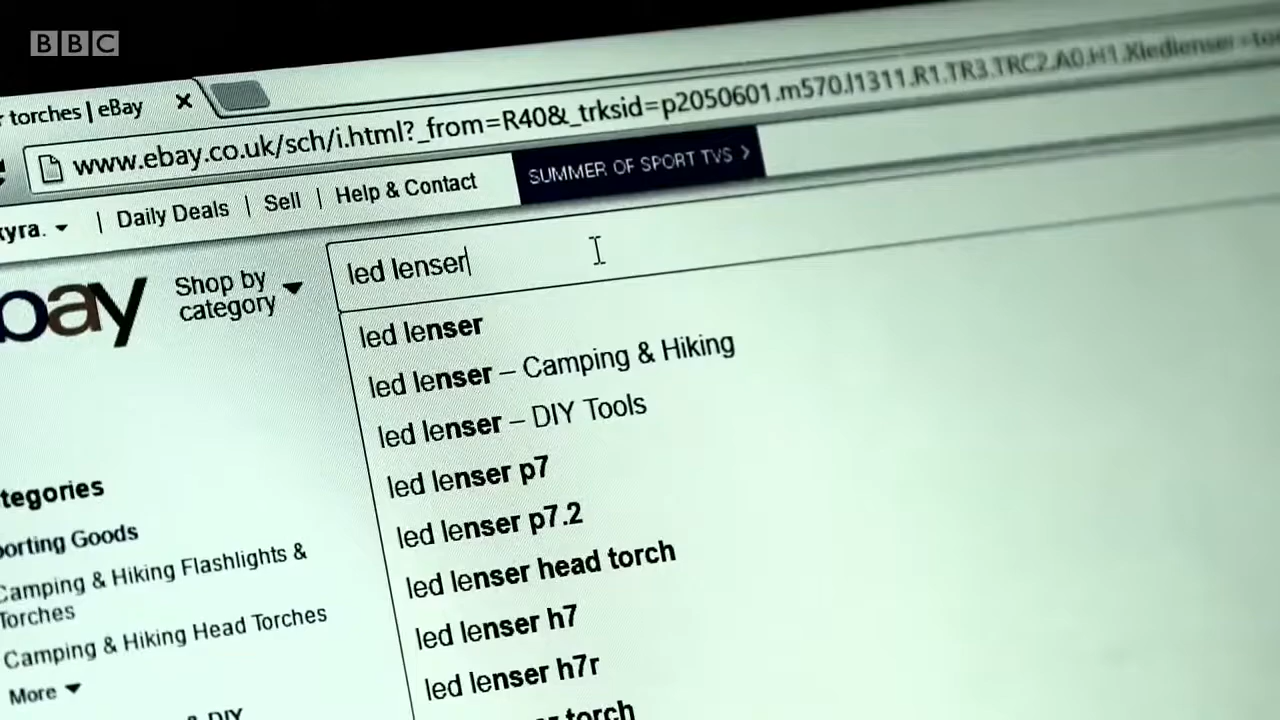 BBC
torches | eBay
www.ebay.co.uk/sch/i.html?_from=R40&_trksid=p2050601.m570.l1311.R1.TR3.TRC2.A0.H1.Xledlenser
Daily Deals | Sell | Help & Contact
SUMMER OF SPORT TVS >
Shop by
category
led lenser
led lenser
led lenser – Camping & Hiking
led lenser – DIY Tools
led lenser p7
led lenser p7.2
led lenser head torch
led lenser h7
led lenser h7r
torch
tegories
orting Goods
Camping & Hiking Flashlights &
Torches
Camping & Hiking Head Torches
More
& DIY